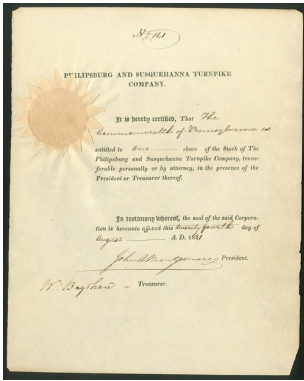 No 161
PHILIPSBURG AND SUSQUEHANNA TURNPIKE
COMPANY.
It is hereby certified, That The
Commonwealth of Pennsylvania is
entitled to one share of the Stock of The
Philipsburg and Susquehanna Turnpike Company, trans-
ferable personally or by attorney, in the presence of the
President or Treasurer thereof.
In testimony whereof, the seal of the said Corpora-
tion is hereunto affixed this twenty fourth day of
August A. D. 1821
John Montgomery President.
W. Bagshaw Treasurer.